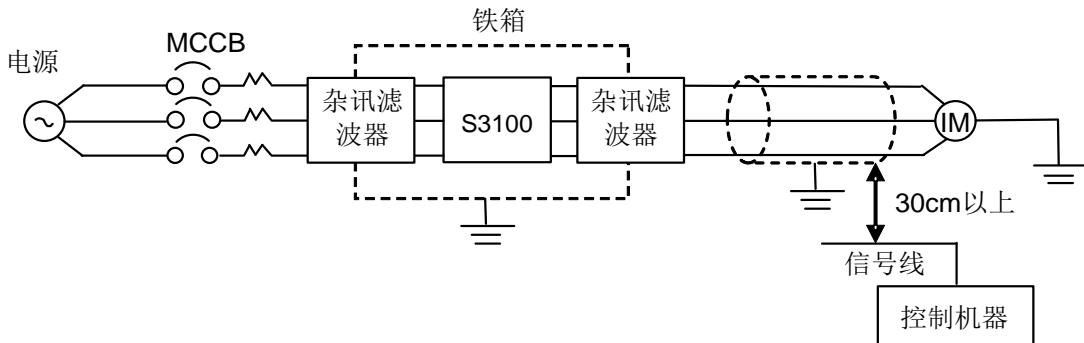 铁箱
MCCB
电源
杂讯滤
波器
S3100
杂讯滤
波器
IM
30cm以上
信号线
控制机器